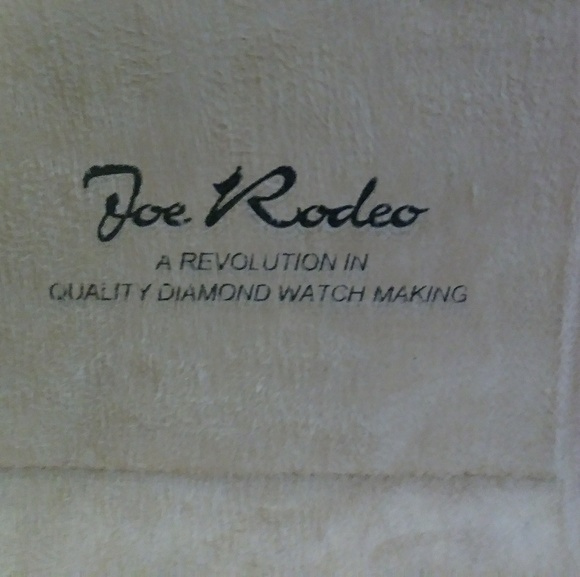 Joe Rodeo
A REVOLUTION IN
QUALITY DIAMOND WATCH MAKING